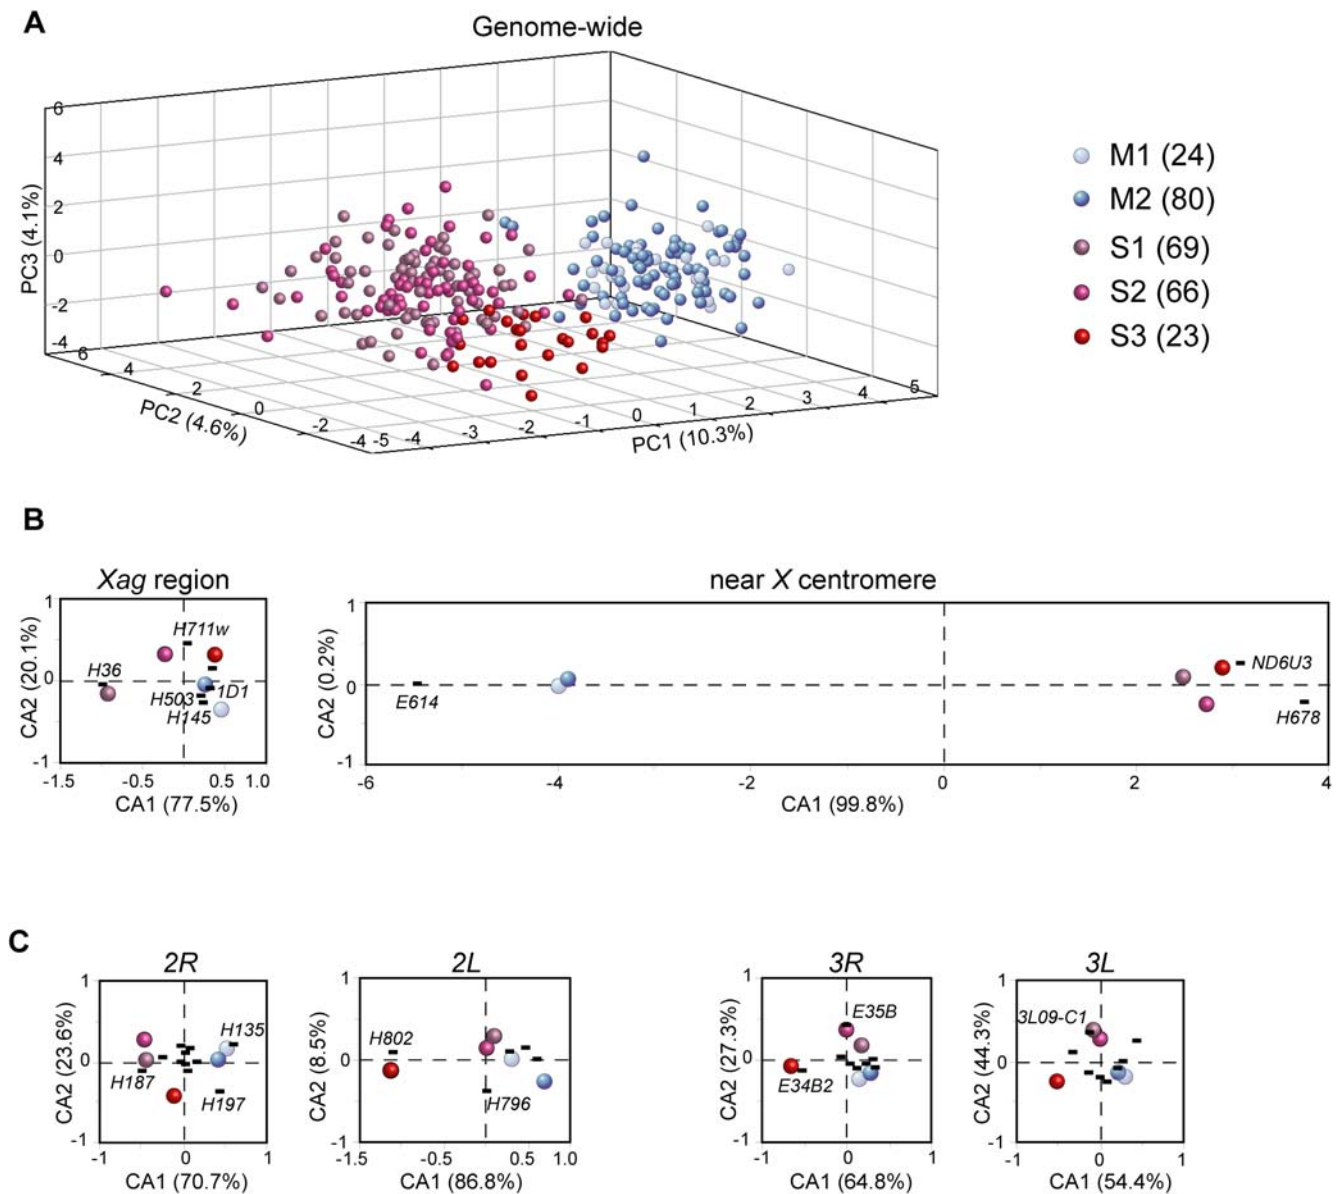 A
Genome-wide
6
4
2
0
-2
-4
PC3 (4.1%)
6
4
2
0
-2
-4
PC2 (4.6%)
-5
-4
-3
-2
-1
0
1
2
3
4
5
PC1 (10.3%)
M1 (24)
M2 (80)
S1 (69)
S2 (66)
S3 (23)
B
Xag region
1
0
-1
CA2 (20.1%)
H711w
H36
H503
1D1
H145
-1.5
-0.5
0
0.5
1.0
CA1 (77.5%)
near X centromere
1
0
-1
CA2 (0.2%)
E614
ND6U3
H678
-6
-4
-2
0
2
4
CA1 (99.8%)
C
2R
1
0
-1
CA2 (23.6%)
H135
H187
H197
-1
0
1
CA1 (70.7%)
2L
1
0
-1
CA2 (8.5%)
H802
H796
-1.5
-0.5
0
0.5
1.0
CA1 (86.8%)
3R
1
0
-1
CA2 (27.3%)
E35B
E34B2
-1
0
1
CA1 (64.8%)
3L
1
0
-1
CA2 (44.3%)
3L09-C1
-1
0
1
CA1 (54.4%)